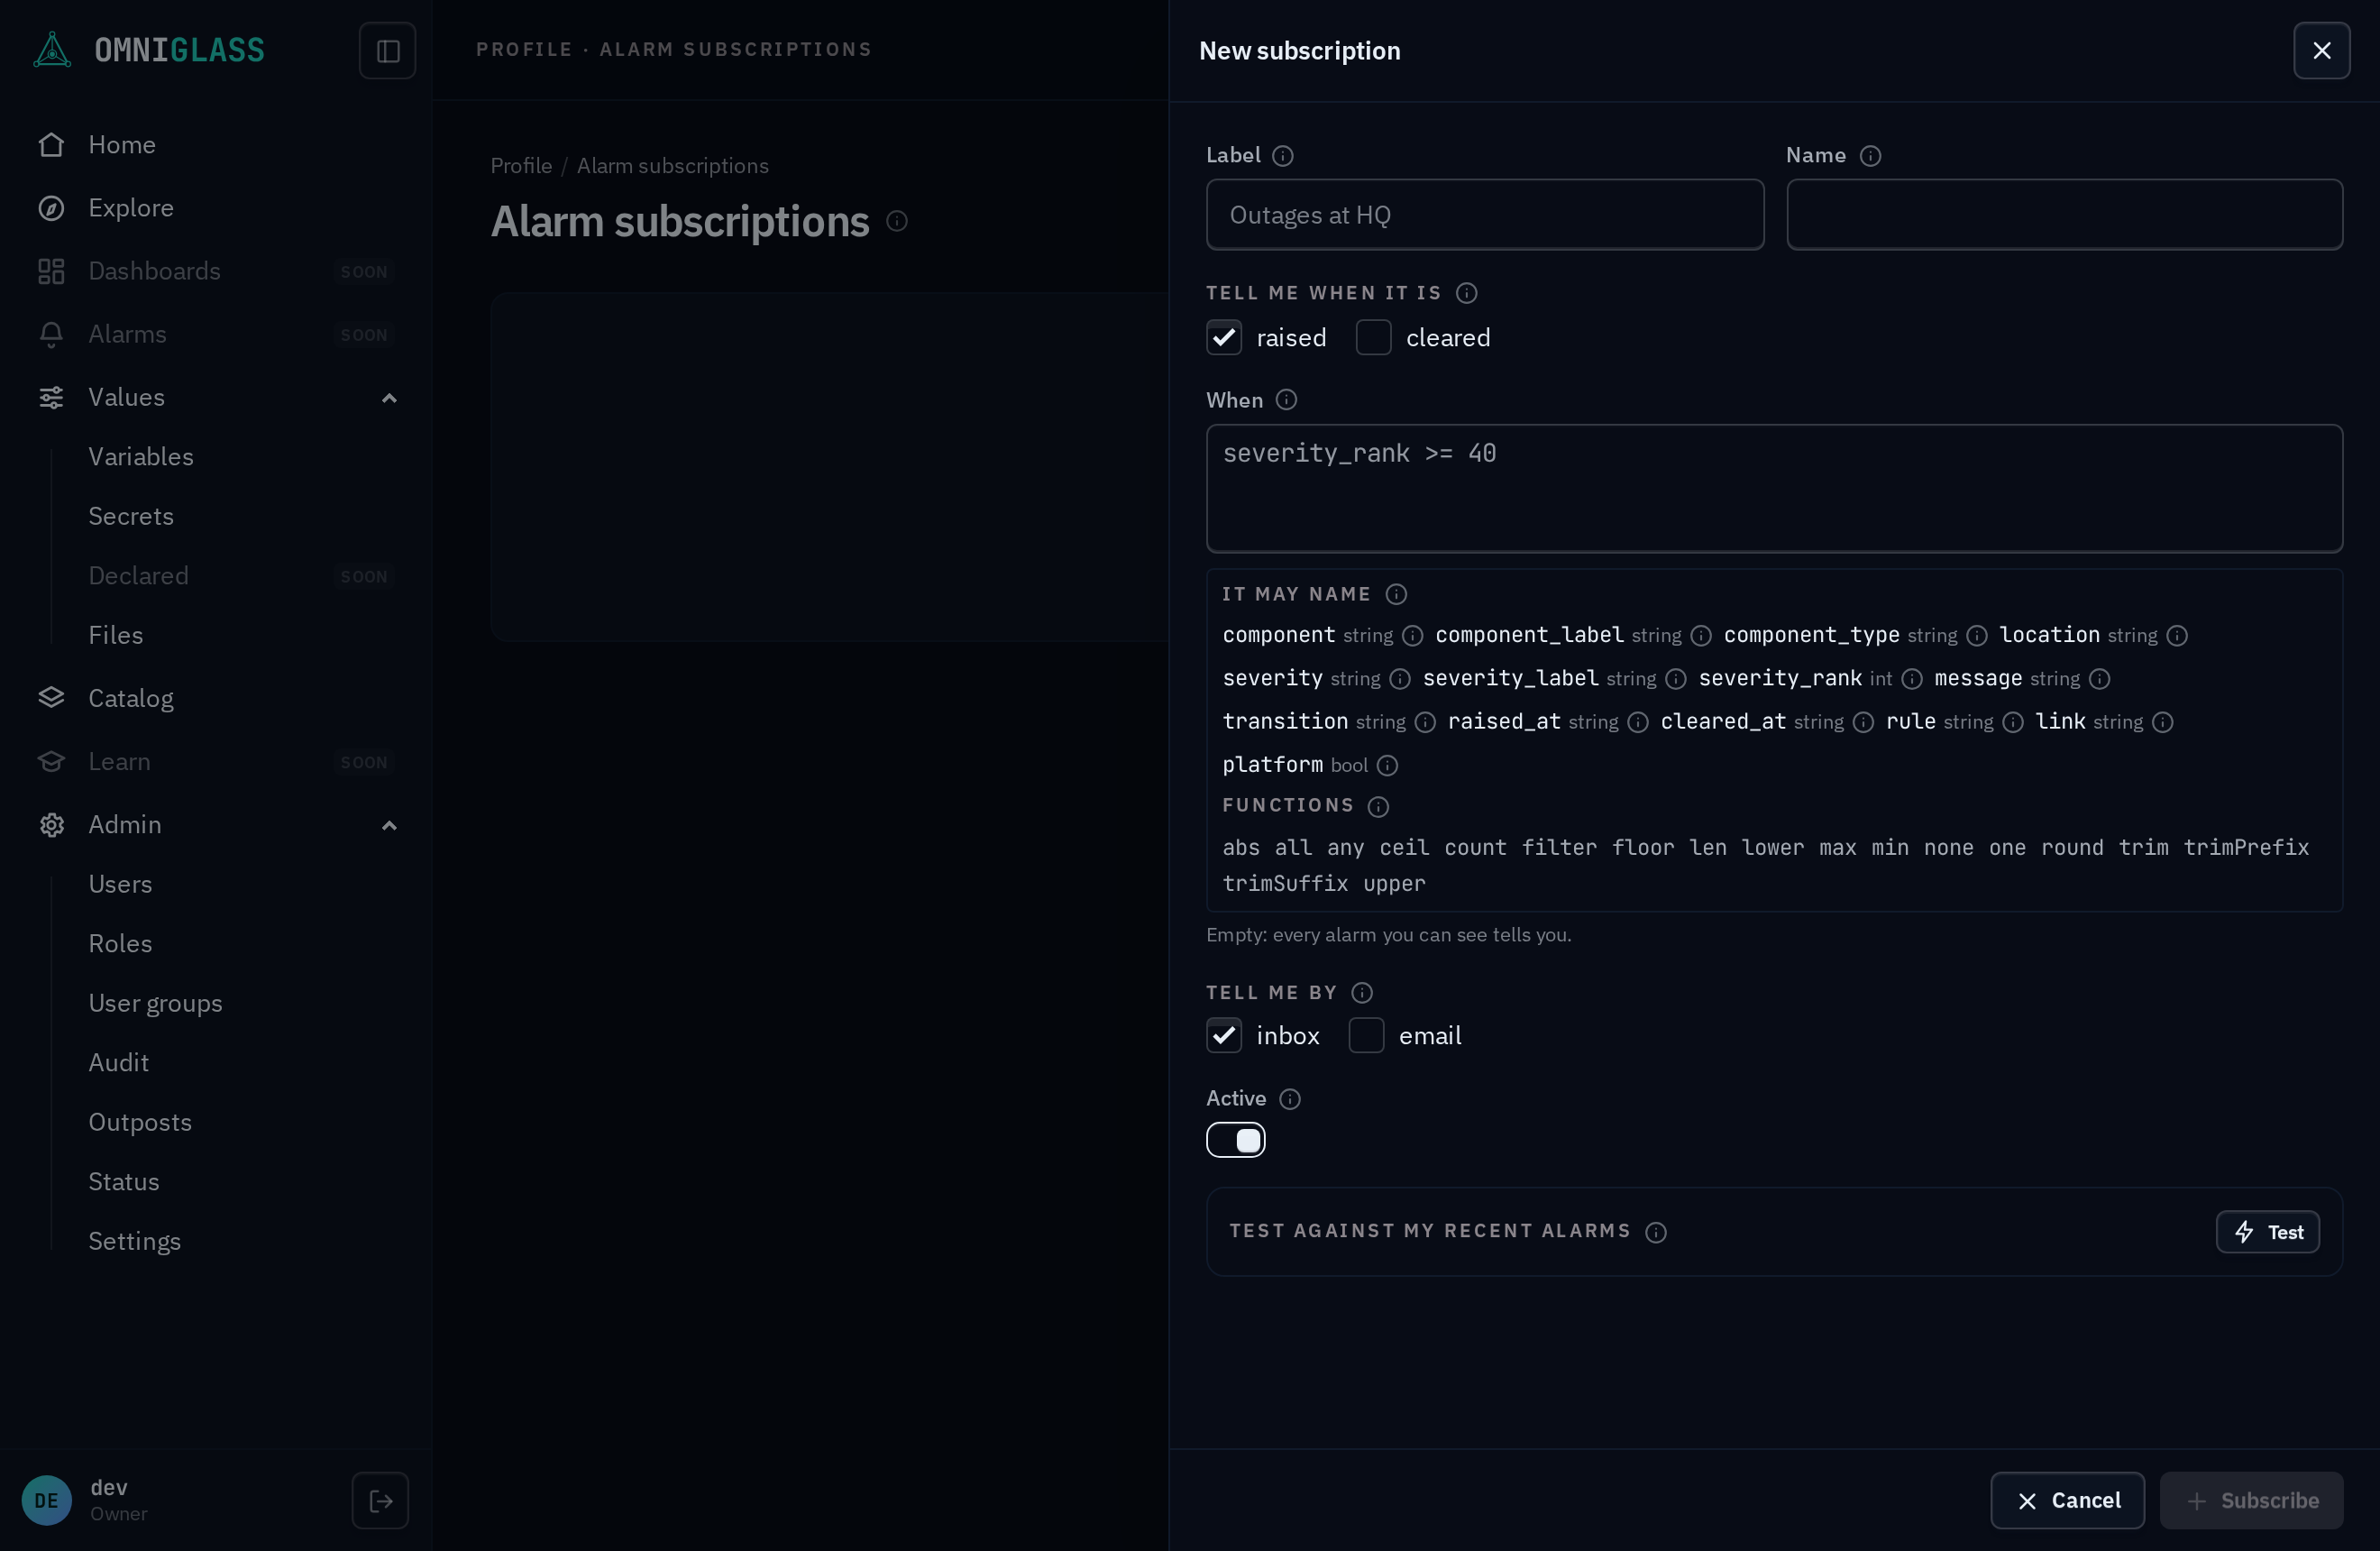 OMNIGLASS
Home
Explore
Dashboards SOON
Alarms SOON
Values
Variables
Secrets
Declared SOON
Files
Catalog
Learn SOON
Admin
Users
Roles
User groups
Audit
Outposts
Status
Settings
DE
dev
Owner
PROFILE · ALARM SUBSCRIPTIONS
Profile / Alarm subscriptions
Alarm subscriptions
New subscription
Label Name
Outages at HQ
TELL ME WHEN IT IS
raised cleared
When
severity_rank >= 40
IT MAY NAME
component string component_label string component_type string location string
severity string severity_label string severity_rank int message string
transition string raised_at string cleared_at string rule string link string
platform bool
FUNCTIONS
abs all any ceil count filter floor len lower max min none one round trim trimPrefix
trimSuffix upper
Empty: every alarm you can see tells you.
TELL ME BY
inbox email
Active
TEST AGAINST MY RECENT ALARMS Test
Cancel Subscribe